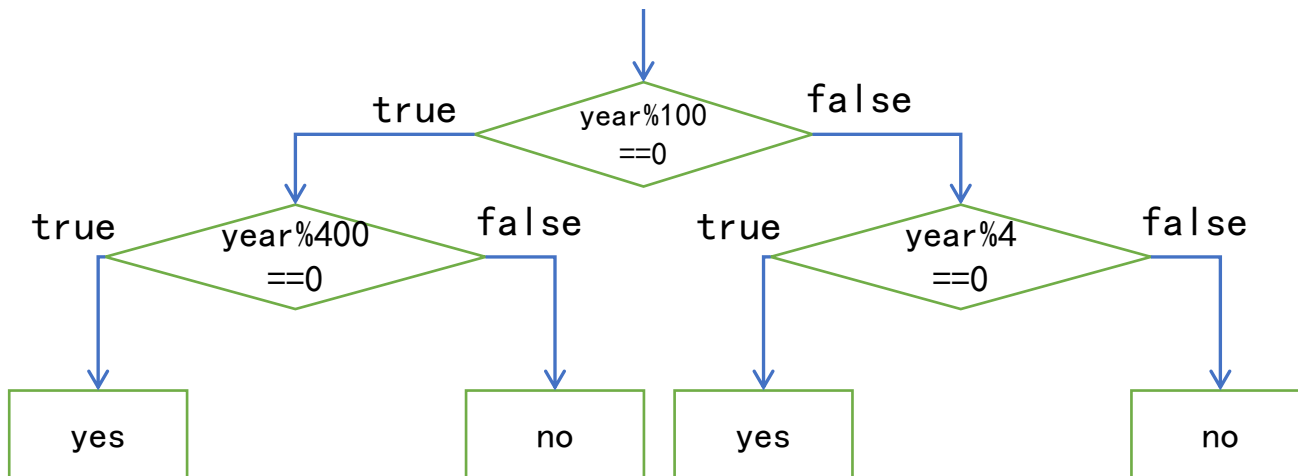 true
year%100
==0
false
true
year%400
==0
false
true
year%4
==0
false
yes
no
yes
no